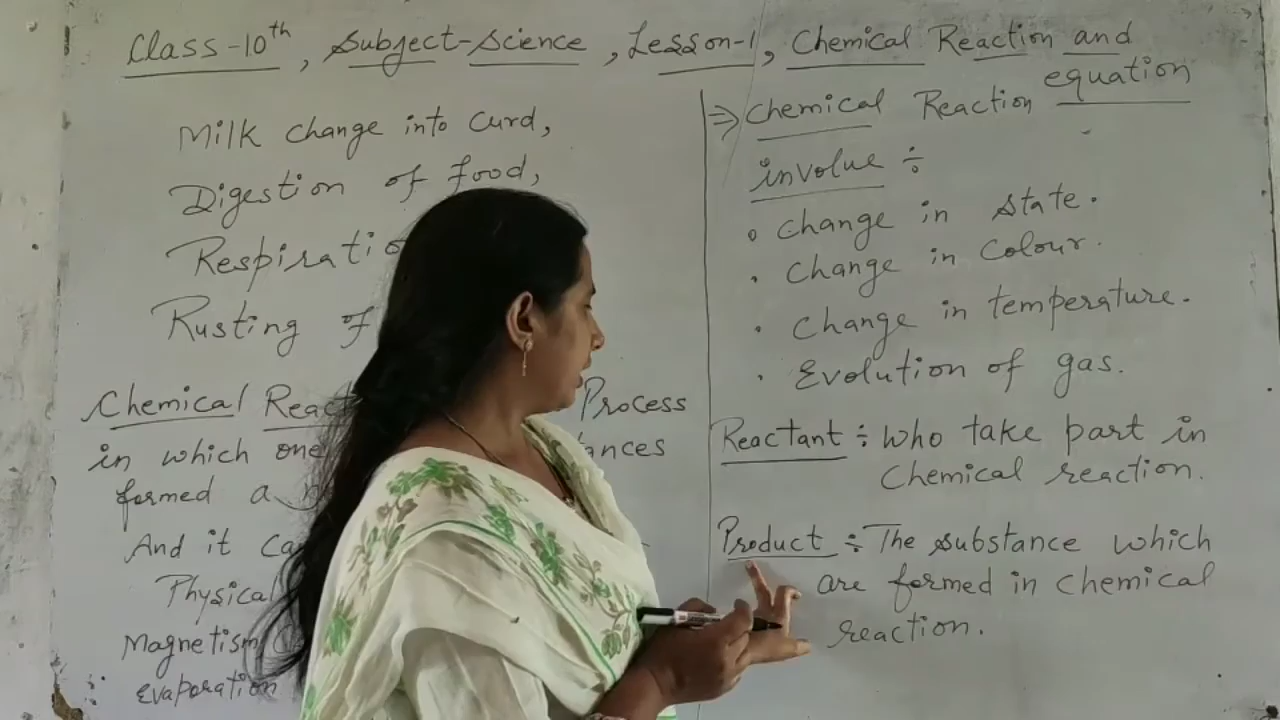 Class-10th, Subject-Science, Lesson-1, Chemical Reaction and
equation
Milk change into curd,
Digestion of food,
Respiratio
Rusting of
Chemical Reac Process
in which one ances
formed a
And it ca
Physical
Magnetism,
Evaporation
⇒ Chemical Reaction
involve ÷
• Change in state.
• Change in Colour.
• Change in temperature.
• Evolution of gas.
Reactant ÷ Who take part in
Chemical reaction.
Product ÷ The substance which
are formed in chemical
reaction.